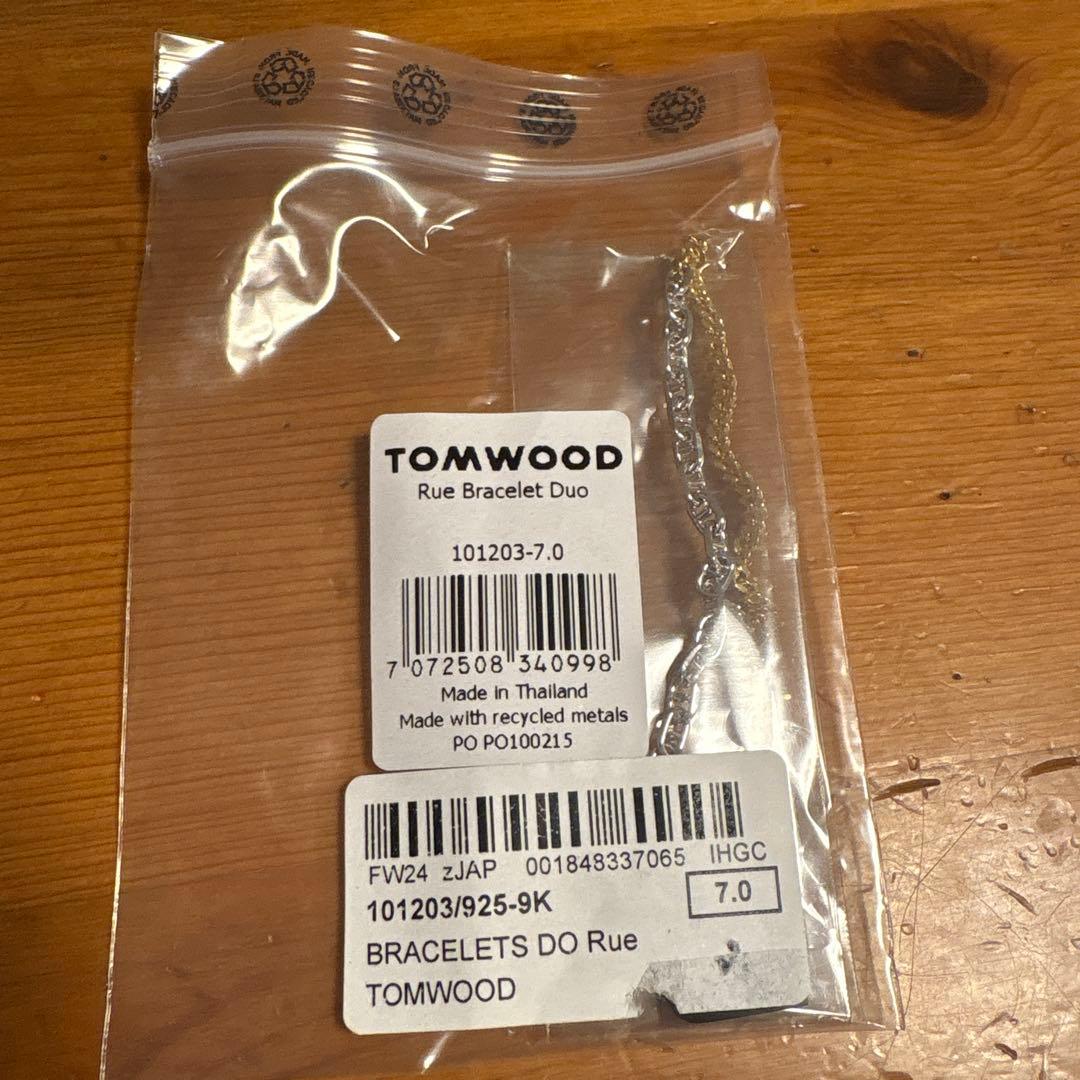 TOMWOOD
Rue Bracelet Duo
101203-7.0
7 072508 340998
Made in Thailand
Made with recycled metals
PO PO100215
FW24 zJAP 001848337065 IHGC
101203/925-9K 7.0
BRACELETS DO Rue
TOMWOOD